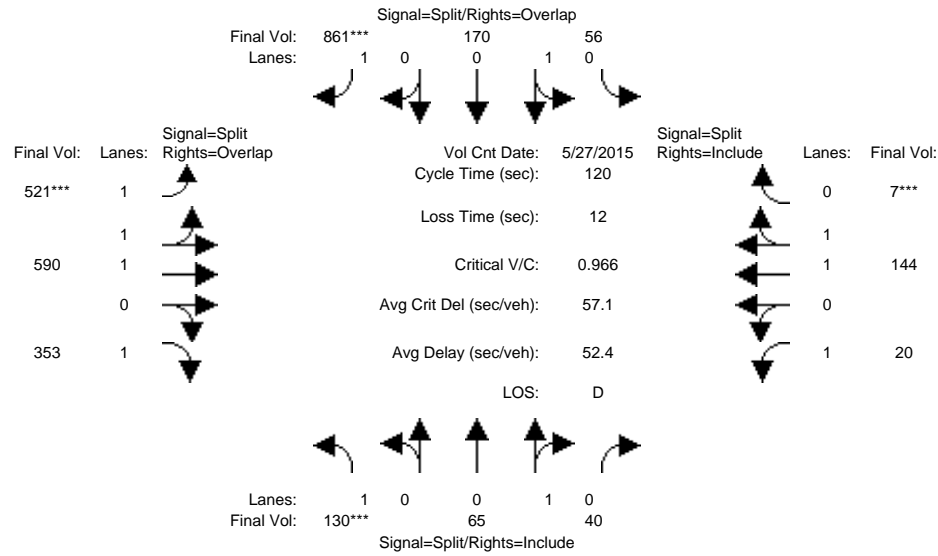 Signal=Split/Rights=Overlap
Final Vol: 861*** 170 56
Lanes: 1 0 0 1 0
Signal=Split Signal=Split
Final Vol: Lanes: Rights=Overlap Vol Cnt Date: 5/27/2015 Rights=Include Lanes: Final Vol:
Cycle Time (sec): 120
521*** 1 0 7***
Loss Time (sec): 12
1 1
590 1 Critical V/C: 0.966 1 144
0 Avg Crit Del (sec/veh): 57.1 0
353 1 Avg Delay (sec/veh): 52.4 1 20
LOS: D
Lanes: 1 0 0 1 0
Final Vol: 130*** 65 40
Signal=Split/Rights=Include